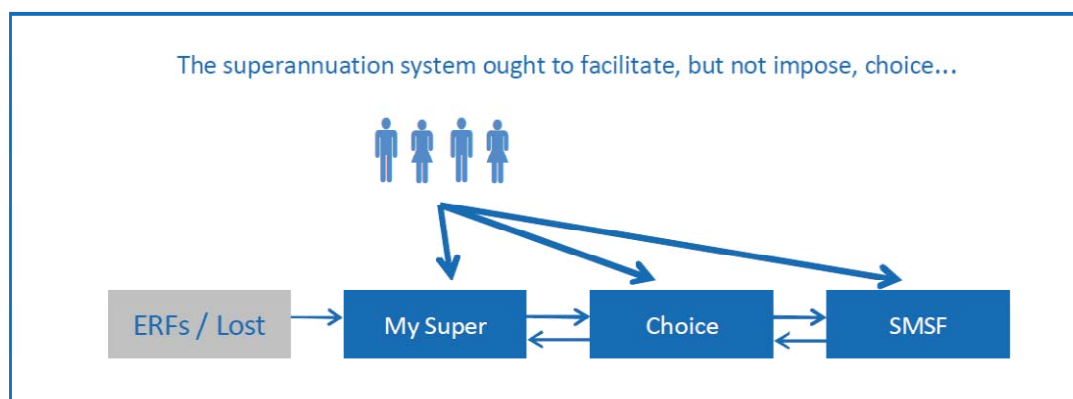 The superannuation system ought to facilitate, but not impose, choice...
ERFs / Lost
My Super
Choice
SMSF